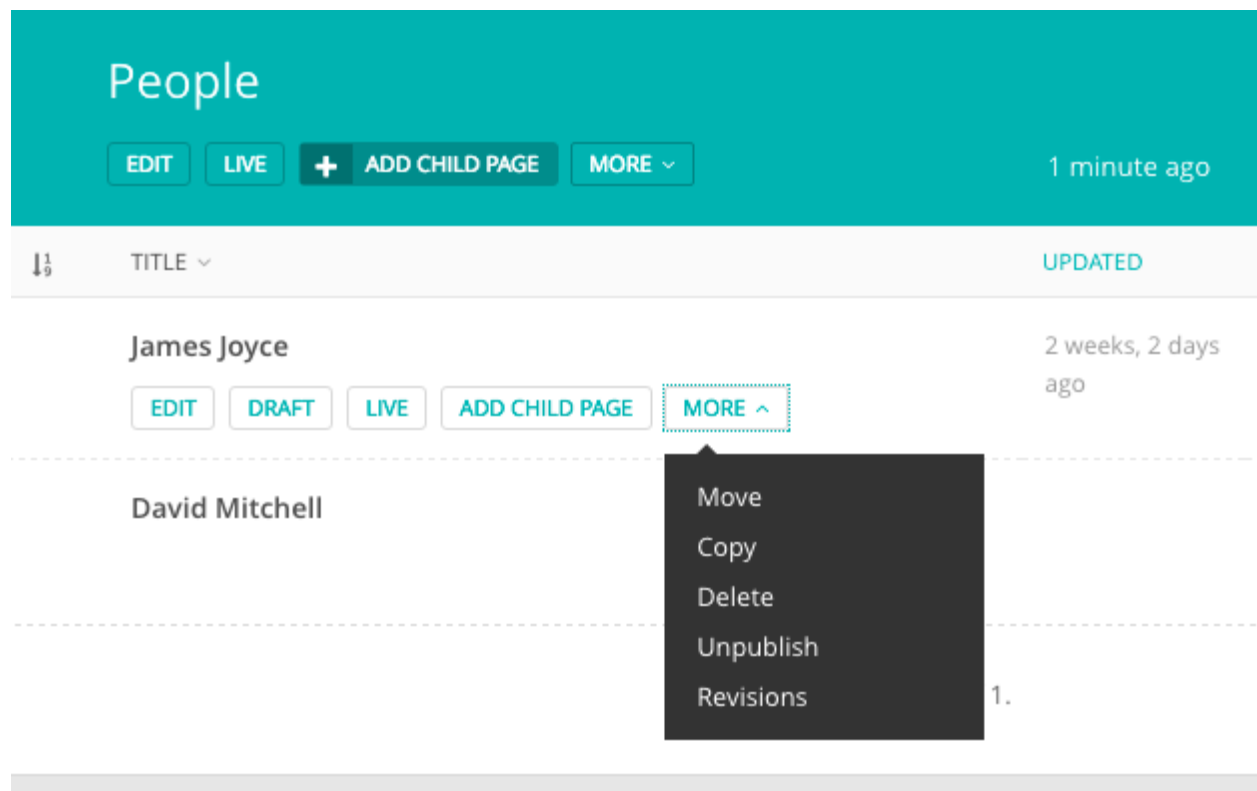 People
EDIT LIVE + ADD CHILD PAGE MORE 1 minute ago
TITLE UPDATED
James Joyce 2 weeks, 2 days
ago
EDIT DRAFT LIVE ADD CHILD PAGE MORE
David Mitchell
Move
Copy
Delete
Unpublish
Revisions
1.